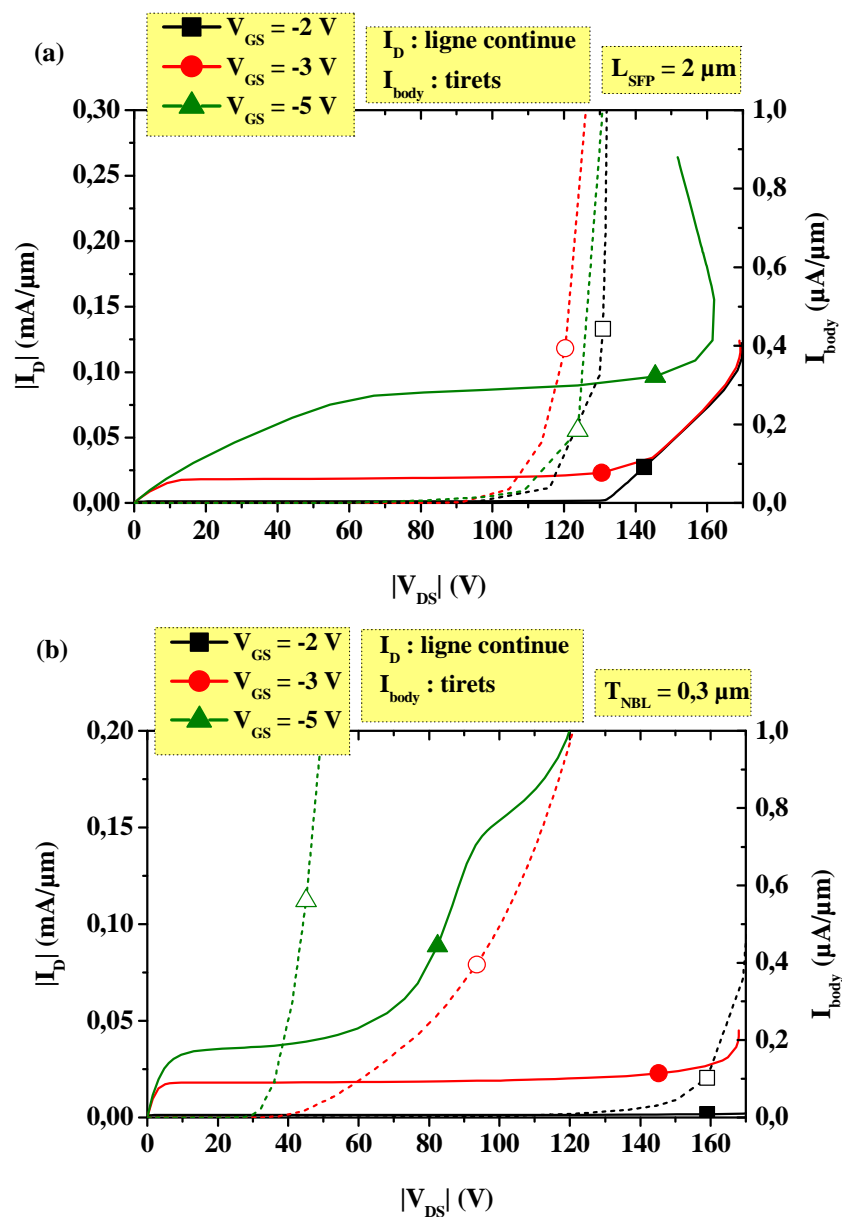 (a)
V_GS = -2 V
V_GS = -3 V
V_GS = -5 V
I_D : ligne continue
I_body : tirets
L_SFP = 2 µm
0,30
0,25
0,20
0,15
0,10
0,05
0,00
|I_D| (mA/µm)
1,0
0,8
0,6
0,4
0,2
0,0
I_body (µA/µm)
0 20 40 60 80 100 120 140 160
|V_DS| (V)
(b)
V_GS = -2 V
V_GS = -3 V
V_GS = -5 V
I_D : ligne continue
I_body : tirets
T_NBL = 0,3 µm
0,20
0,15
0,10
0,05
0,00
|I_D| (mA/µm)
1,0
0,8
0,6
0,4
0,2
0,0
I_body (µA/µm)
0 20 40 60 80 100 120 140 160
|V_DS| (V)